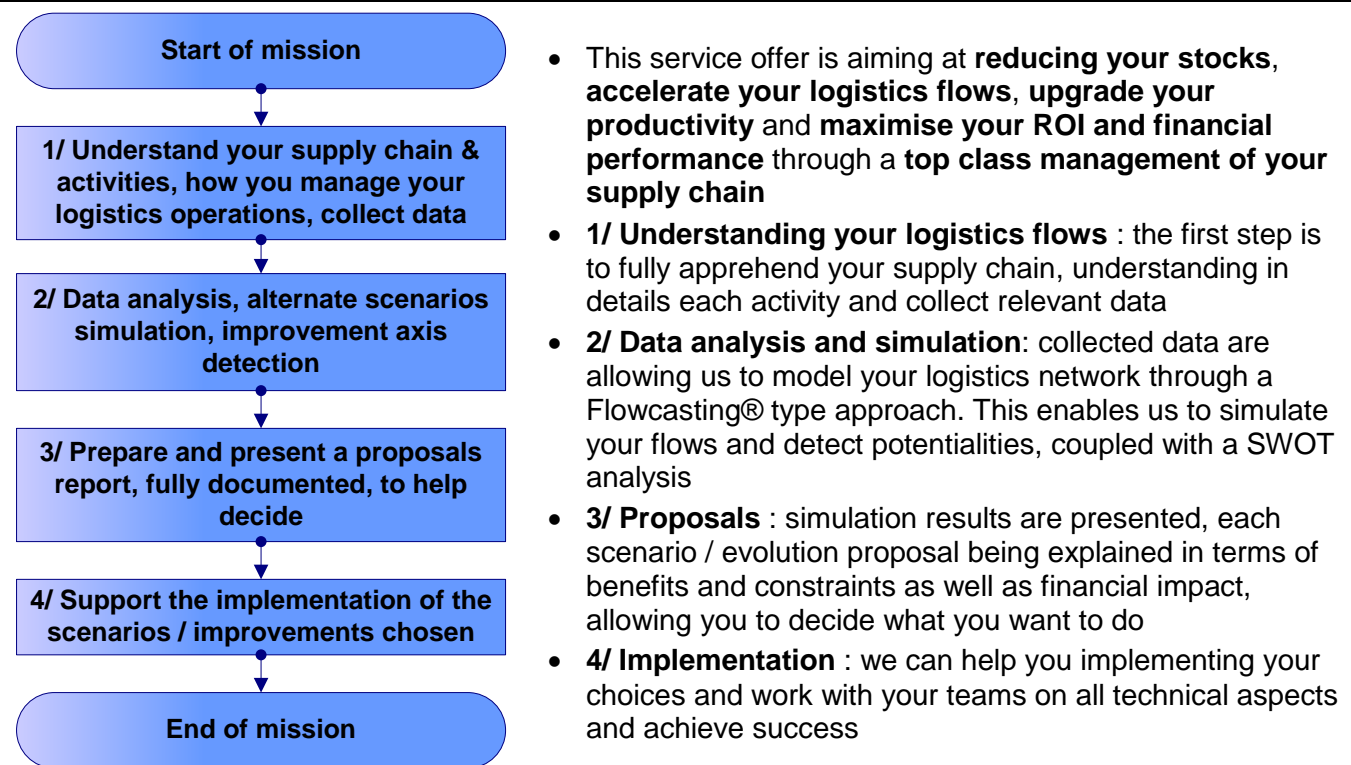 Start of mission
1/ Understand your supply chain &
activities, how you manage your
logistics operations, collect data
2/ Data analysis, alternate scenarios
simulation, improvement axis
detection
3/ Prepare and present a proposals
report, fully documented, to help
decide
4/ Support the implementation of the
scenarios / improvements chosen
End of mission
• This service offer is aiming at reducing your stocks,
accelerate your logistics flows, upgrade your
productivity and maximise your ROI and financial
performance through a top class management of your
supply chain
• 1/ Understanding your logistics flows : the first step is
to fully apprehend your supply chain, understanding in
details each activity and collect relevant data
• 2/ Data analysis and simulation: collected data are
allowing us to model your logistics network through a
Flowcasting® type approach. This enables us to simulate
your flows and detect potentialities, coupled with a SWOT
analysis
• 3/ Proposals : simulation results are presented, each
scenario / evolution proposal being explained in terms of
benefits and constraints as well as financial impact,
allowing you to decide what you want to do
• 4/ Implementation : we can help you implementing your
choices and work with your teams on all technical aspects
and achieve success